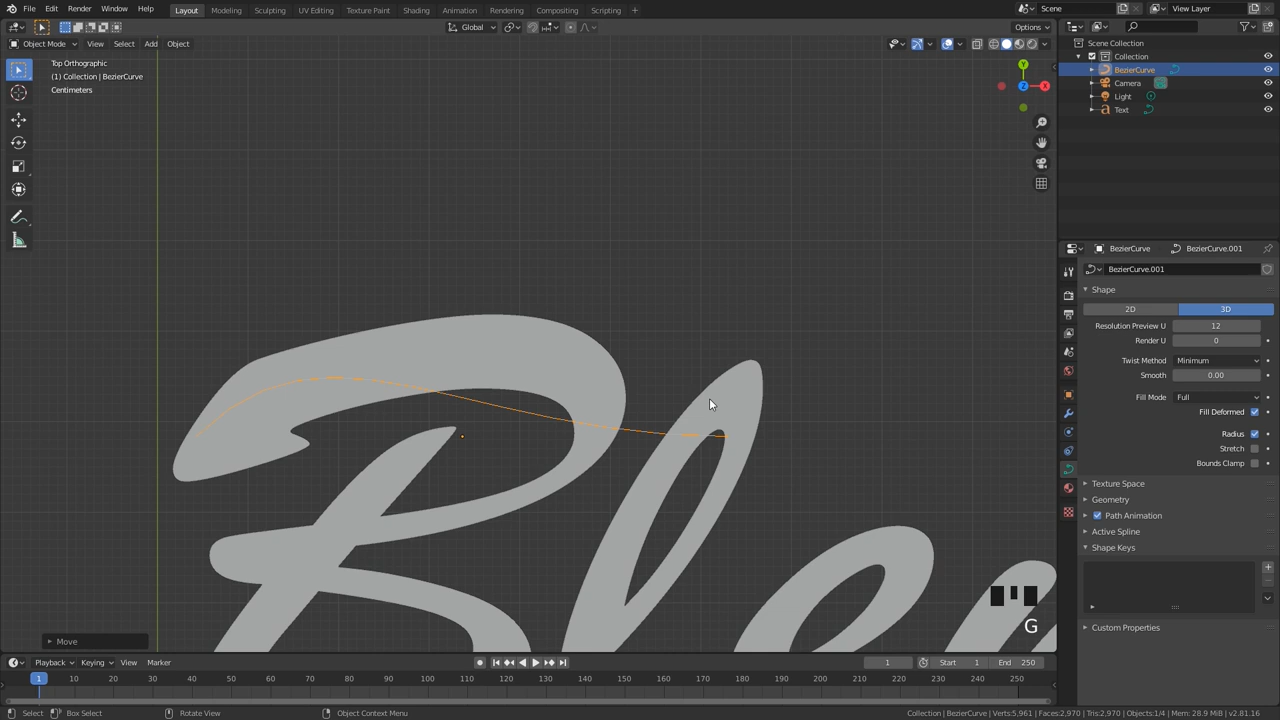 File Edit Render Window Help
Layout Modeling Sculpting UV Editing Texture Paint Shading Animation Rendering Compositing Scripting +
Scene
View Layer
Global
Options
Object Mode View Select Add Object
Top Orthographic
(1) Collection | BezierCurve
Centimeters
Y
Z
X
Scene Collection
Collection
BezierCurve
Camera
Light
Text
BezierCurve
BezierCurve.001
BezierCurve.001
Shape
2D 3D
Resolution Preview U 12
Render U 0
Twist Method Minimum
Smooth 0.00
Fill Mode Full
Fill Deformed
Radius
Stretch
Bounds Clamp
Texture Space
Geometry
Path Animation
Active Spline
Shape Keys
Custom Properties
Ble
G
Move
Playback Keying View Marker
1
Start 1
End 250
1 10 20 30 40 50 60 70 80 90 100 110 120 130 140 150 160 170 180 190 200 210 220 230 240 250
Select
Box Select
Rotate View
Object Context Menu
Collection | BezierCurve | Verts:5,961 | Faces:2,970 | Tris:2,970 | Objects:1/4 | Mem: 28.9 MiB | v2.81.16